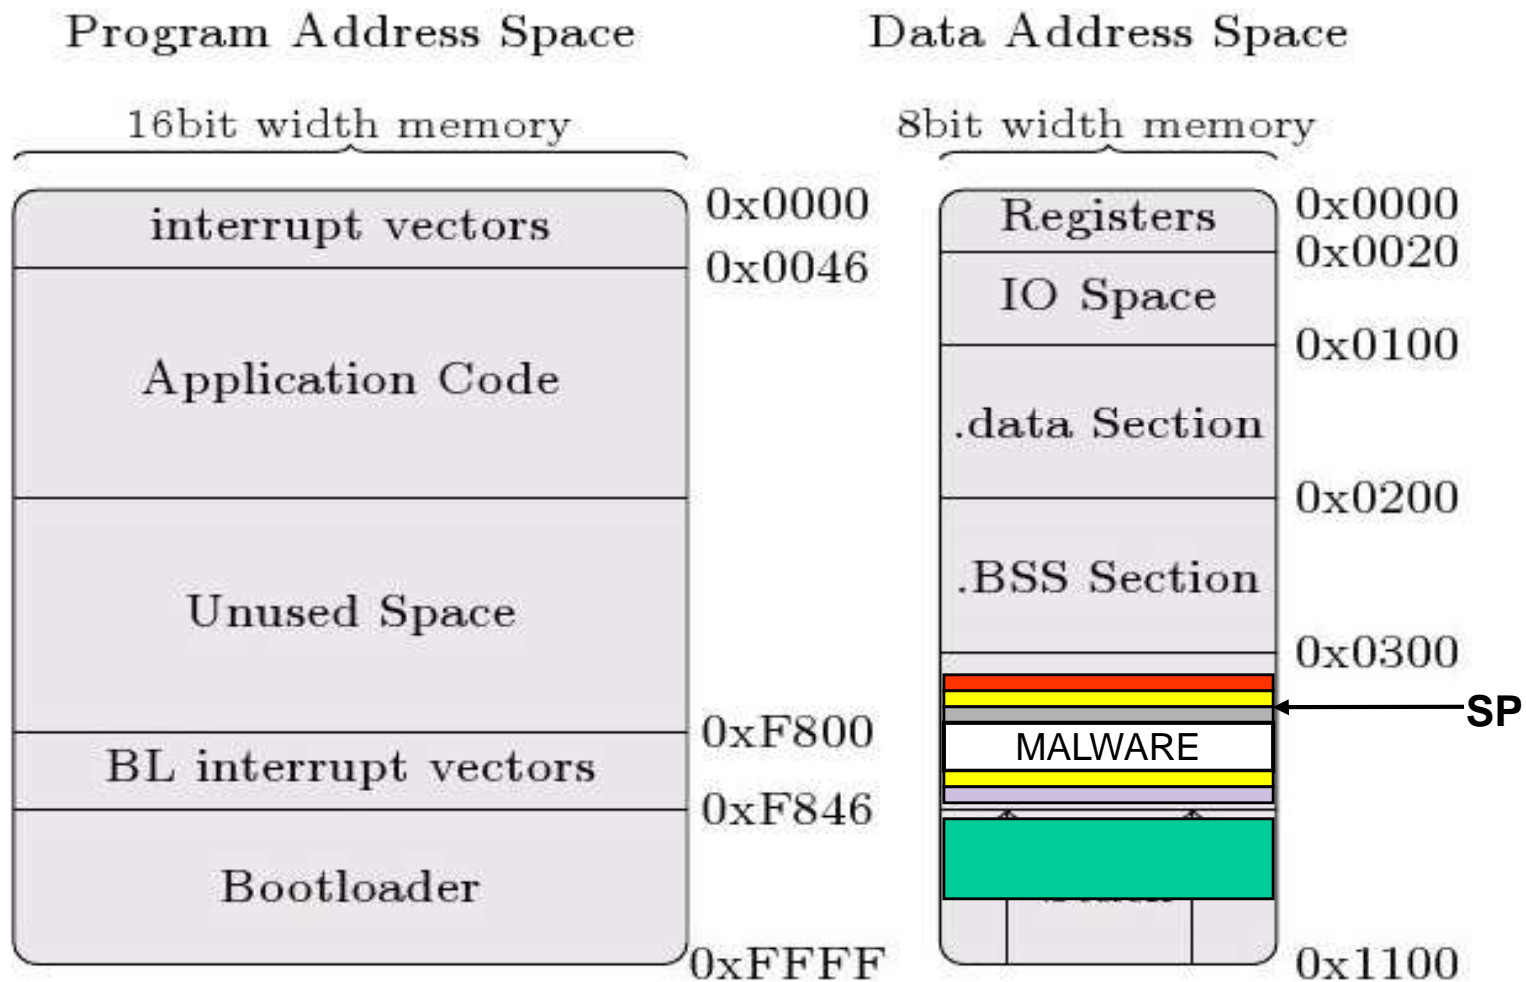 Program Address Space
Data Address Space
16bit width memory
8bit width memory
interrupt vectors
0x0000
0x0046
Application Code
Unused Space
0xF800
BL interrupt vectors
0xF846
Bootloader
0xFFFF
Registers
0x0000
0x0020
IO Space
0x0100
.data Section
0x0200
.BSS Section
0x0300
SP
MALWARE
0x1100